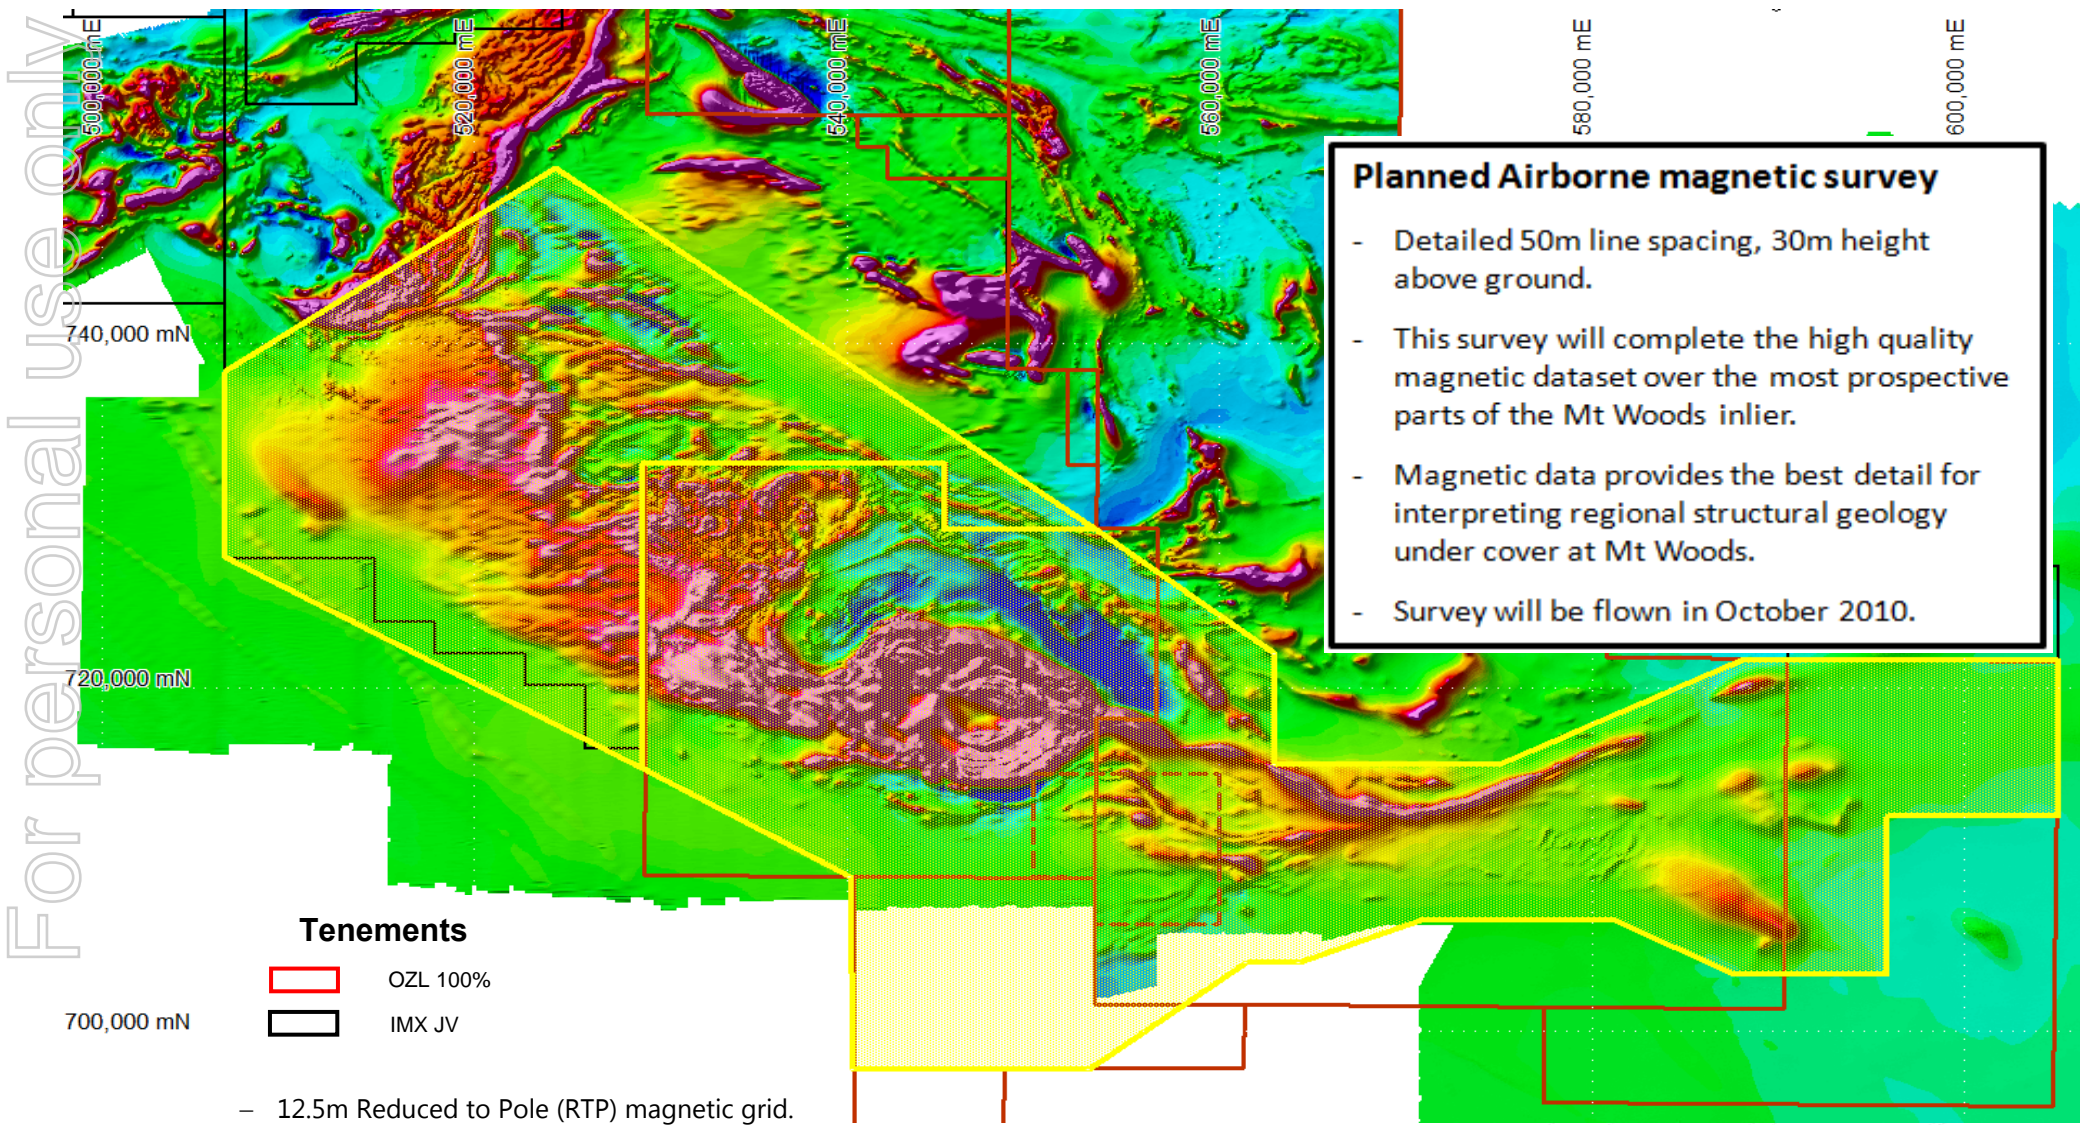 For personal use only
500,000 mE
520,000 mE
540,000 mE
560,000 mE
580,000 mE
600,000 mE
Planned Airborne magnetic survey
- Detailed 50m line spacing, 30m height
above ground.
- This survey will complete the high quality
magnetic dataset over the most prospective
parts of the Mt Woods inlier.
- Magnetic data provides the best detail for
interpreting regional structural geology
under cover at Mt Woods.
- Survey will be flown in October 2010.
740,000 mN
720,000 mN
700,000 mN
Tenements
OZL 100%
IMX JV
– 12.5m Reduced to Pole (RTP) magnetic grid.